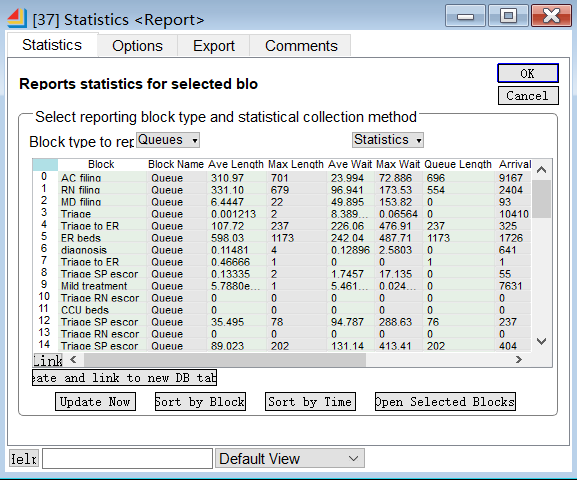 [37] Statistics <Report>
Statistics Options Export Comments
Reports statistics for selected blo
OK
Cancel
Select reporting block type and statistical collection method
Block type to rep Queues Statistics
Block Block Name Ave Length Max Length Ave Wait Max Wait Queue Length Arrival
0 AC filing Queue 310.97 701 23.994 72.886 696 9167
1 RN filing Queue 331.10 679 96.941 173.53 554 2404
2 MD filing Queue 6.4447 22 49.895 153.82 0 93
3 Triage Queue 0.001213 2 8.389... 0.06564 0 10410
4 Triage to ER Queue 107.72 237 226.06 476.91 237 325
5 ER beds Queue 598.03 1173 242.04 487.71 1173 1726
6 diagnosis Queue 0.11481 4 0.12896 2.5803 0 641
7 Triage to ER Queue 0.46666 1 0 0 1 1
8 Triage SP escor Queue 0.13335 2 1.7457 17.135 0 55
9 Mild treatment Queue 5.7880e... 1 5.461... 0.024... 0 7631
10 Triage RN escor Queue 0 0 0 0 0 0
11 CCU beds Queue 0 0 0 0 0 0
12 Triage SP escor Queue 35.495 78 94.787 288.63 76 237
13 Triage RN escor Queue 0 0 0 0 0 0
14 Triage SP escor Queue 89.023 202 131.14 413.41 202 404
Link
eate and link to new DB tab
Update Now Sort by Block Sort by Time Open Selected Blocks
Help Default View